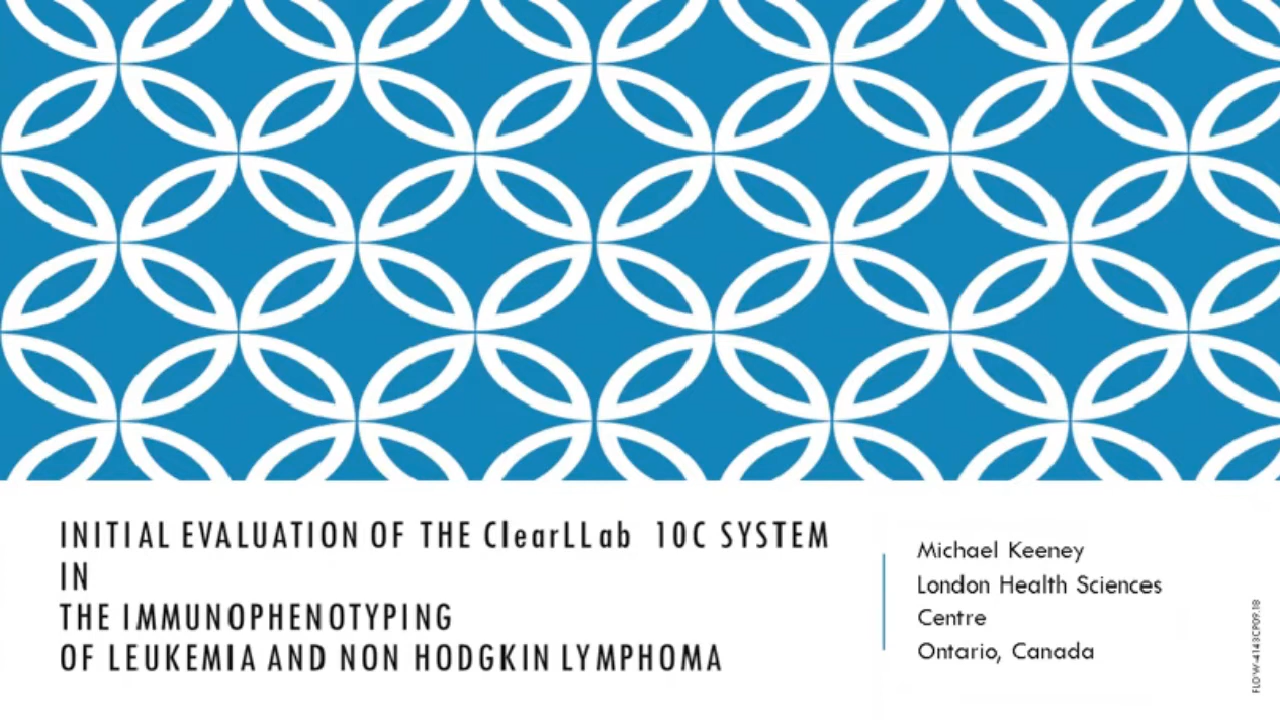 INITIAL EVALUATION OF THE ClearLLab 10C SYSTEM
IN
THE IMMUNOPHENOTYPING
OF LEUKEMIA AND NON HODGKIN LYMPHOMA
Michael Keeney
London Health Sciences
Centre
Ontario, Canada
FLOW-4143CP09.18